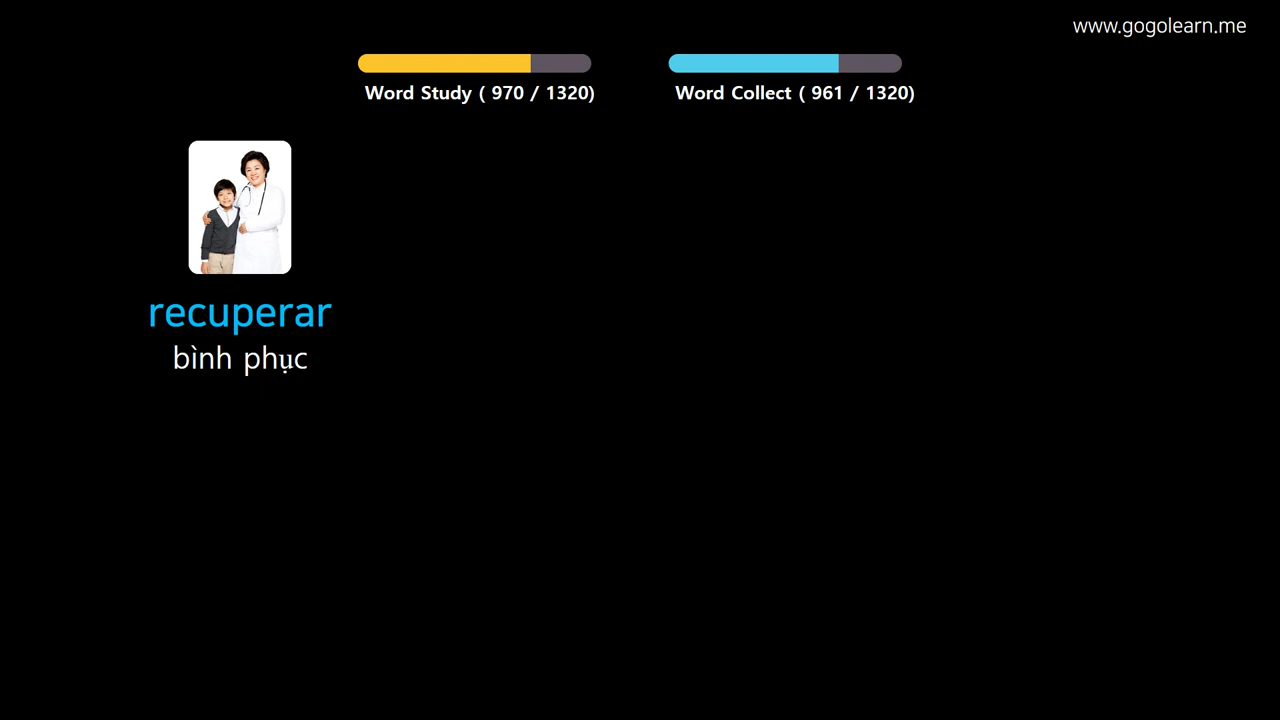 www.gogolearn.me
Word Study ( 970 / 1320)
Word Collect ( 961 / 1320)
recuperar
bình phục